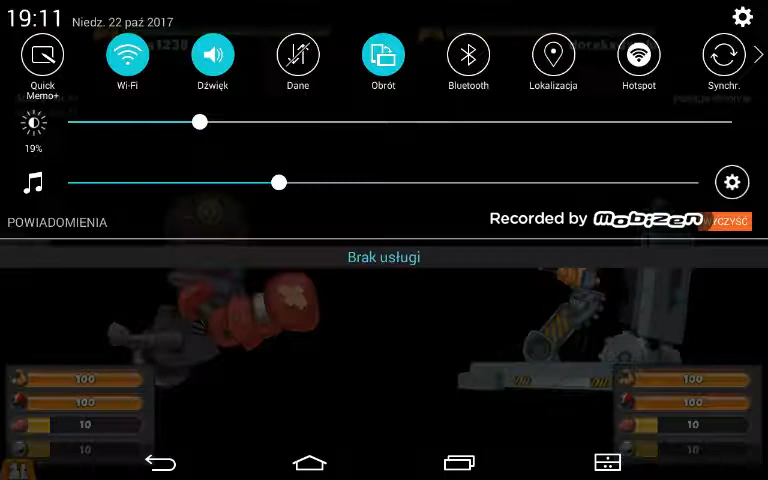 19:11 Niedz. 22 paź 2017
Quick Memo+
Wi-Fi
Dźwięk
Dane
Obrót
Bluetooth
Lokalizacja
Hotspot
Synchr.
19%
POWIADOMIENIA
Recorded by Mobizen
WYCZYŚĆ
Brak usługi
100
100
10
10
100
100
10
10